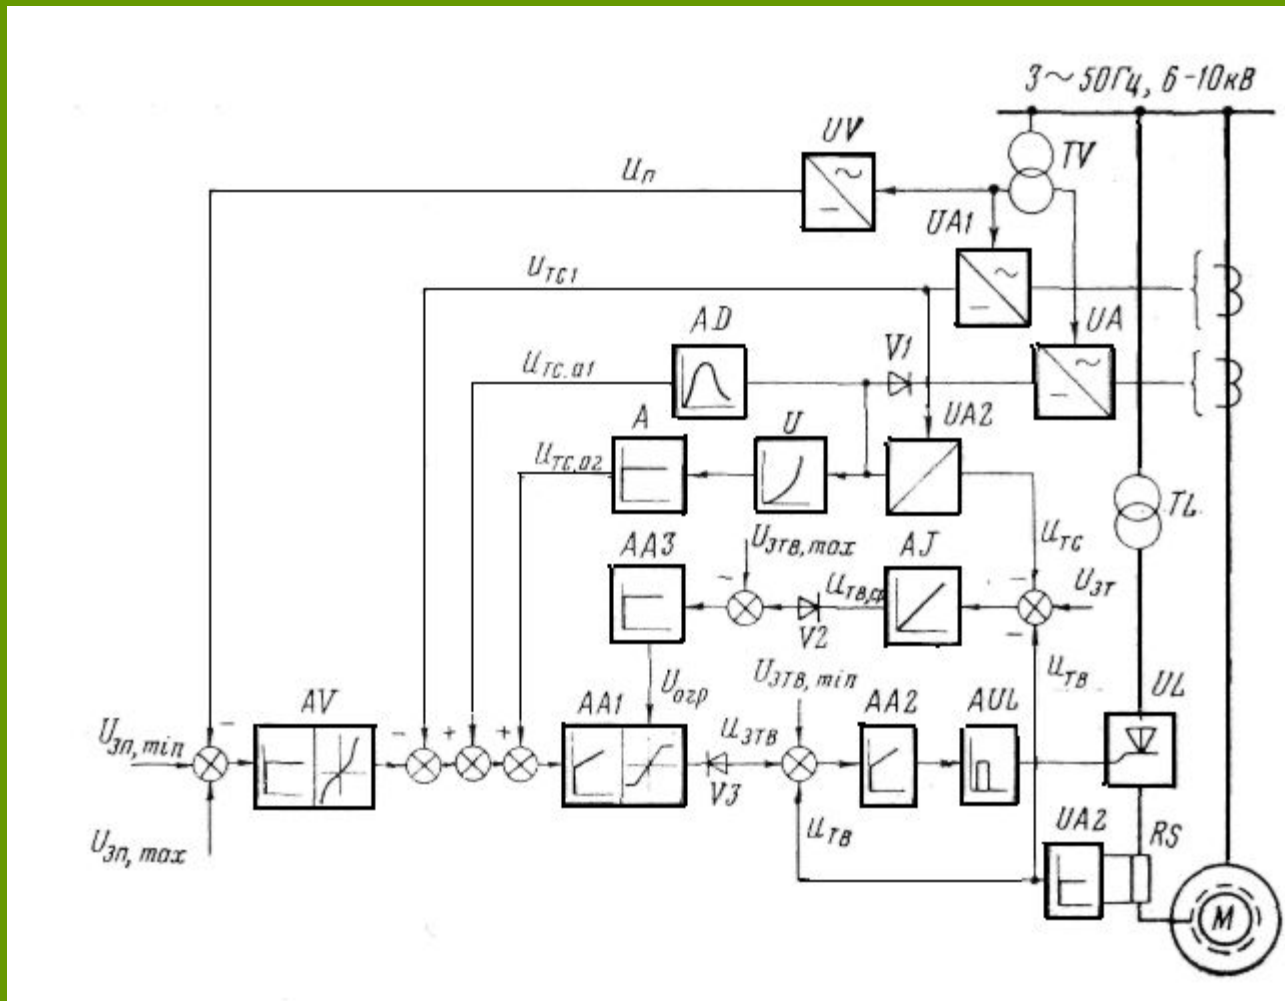 3~50Гц, 6-10кВ
UV
TV
Uп
UA1
UТС1
UA
AD
V1
UТС.а1
A
U
UA2
UТС,а2
TL
UЗТВ,max
UТС
AA3
AJ
UТВ,ср
UЗТ
V2
UТВ
UЗТВ,min
Uогр
UL
AV
AA1
AA2
AUL
UЗП,min
UЗТВ
V3
UЗП,max
UТВ
UA2
RS
M